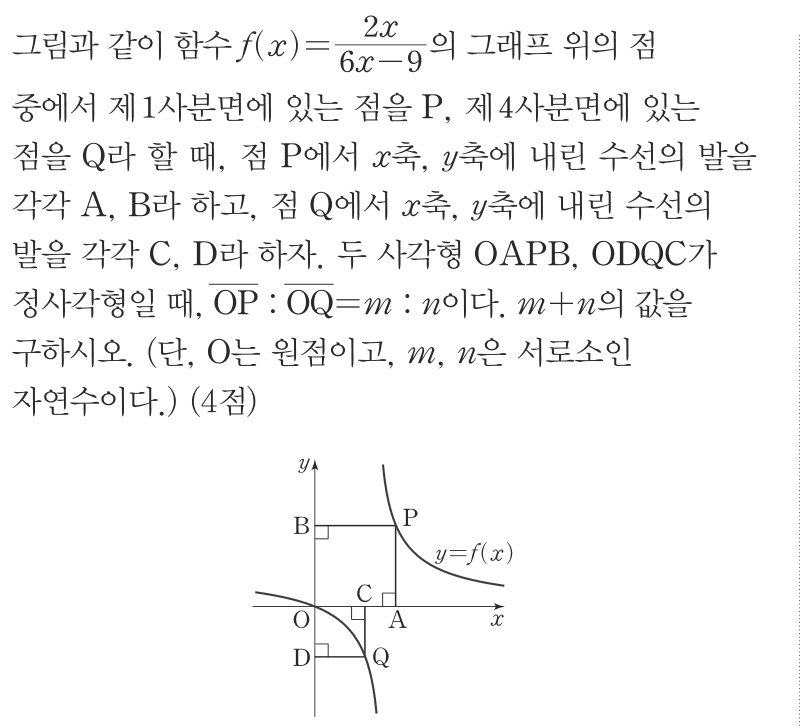 그림과 같이 함수 f(x)=2x/(6x-9)의 그래프 위의 점
중에서 제1사분면에 있는 점을 P, 제4사분면에 있는
점을 Q라 할 때, 점 P에서 x축, y축에 내린 수선의 발을
각각 A, B라 하고, 점 Q에서 x축, y축에 내린 수선의
발을 각각 C, D라 하자. 두 사각형 OAPB, ODQC가
정사각형일 때, O̅P̅ : O̅Q̅=m : n이다. m+n의 값을
구하시오. (단, O는 원점이고, m, n은 서로소인
자연수이다.) (4점)
y
B
P
y=f(x)
C
O
A
x
D
Q